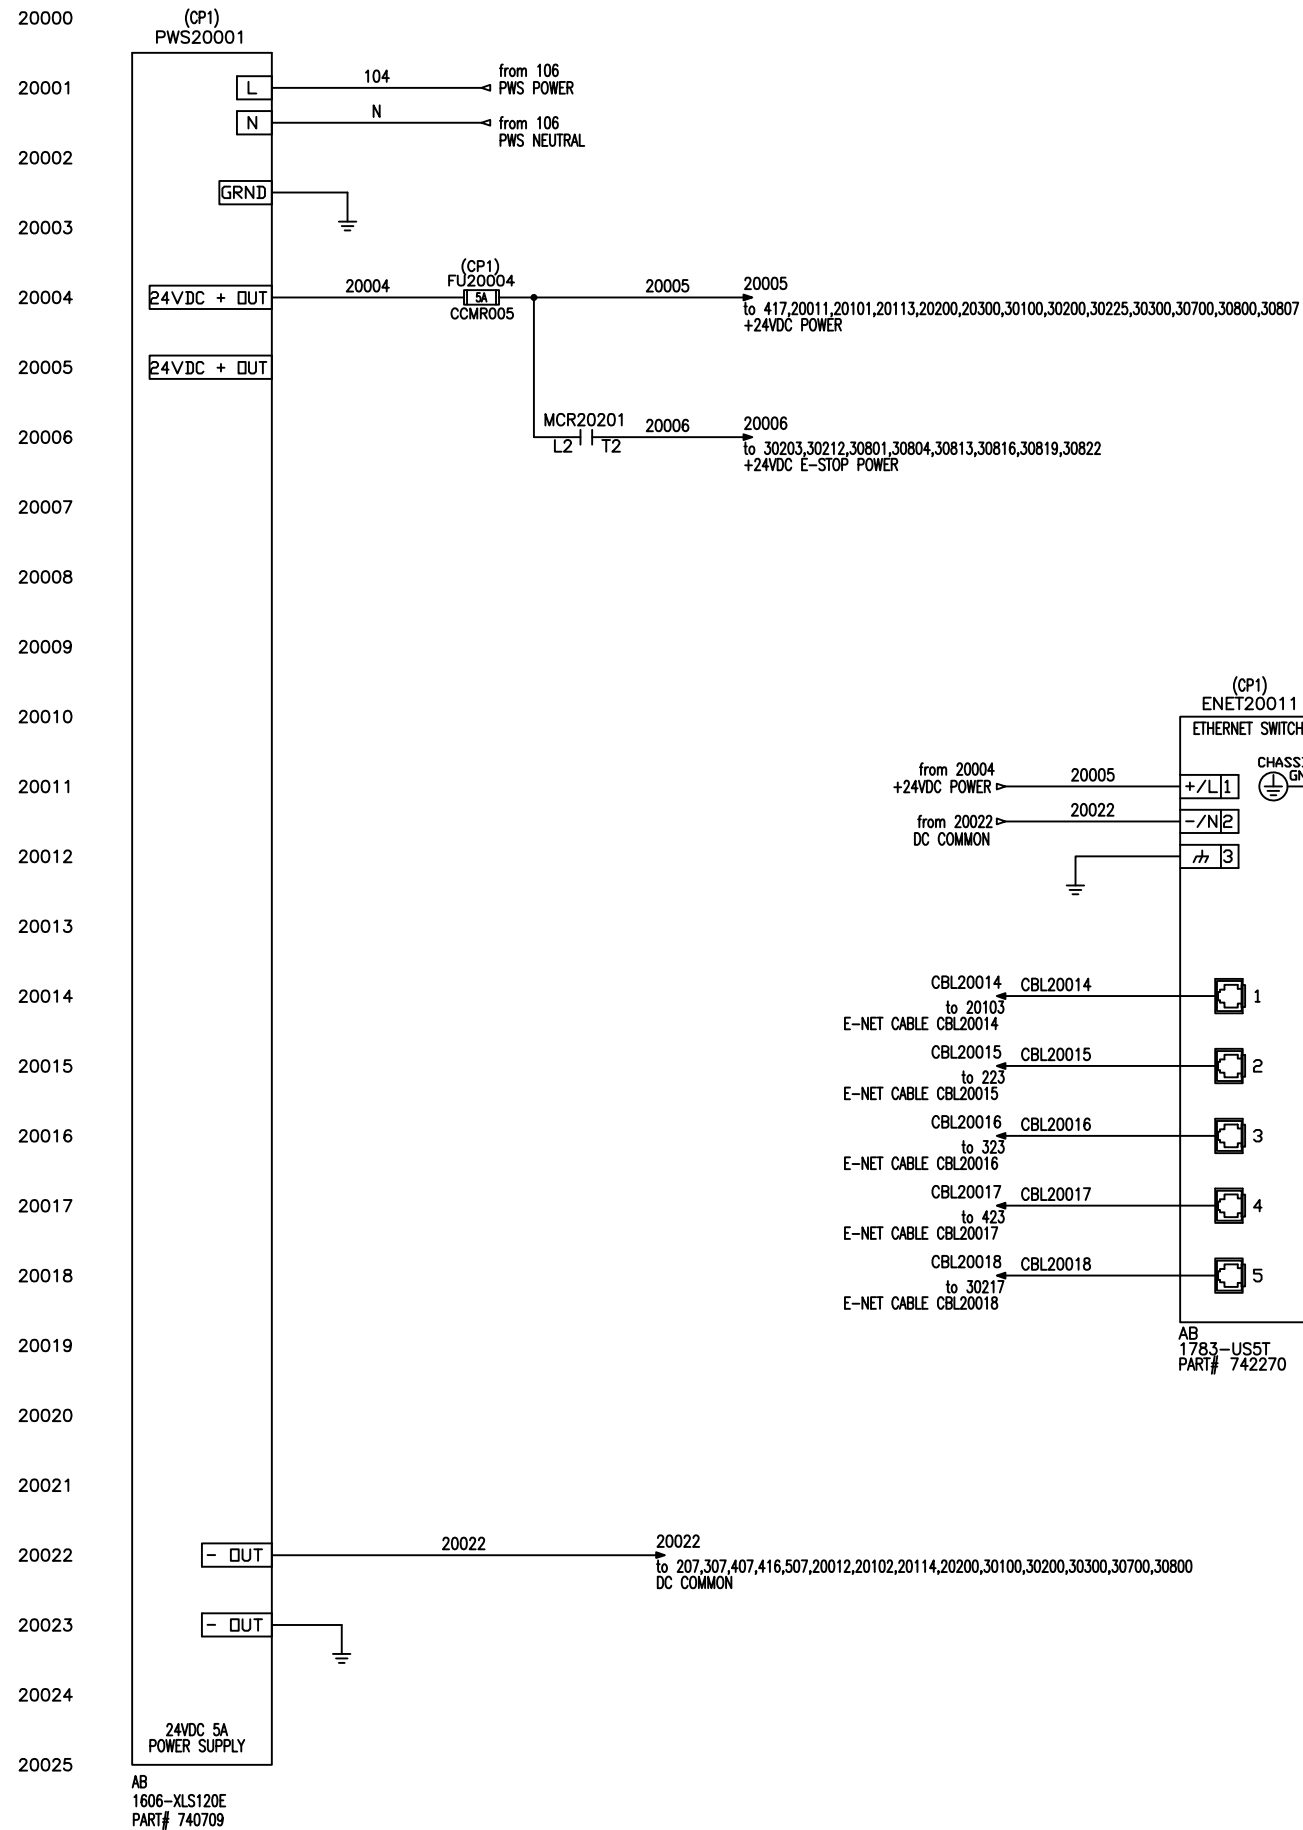 20000
(CP1)
PWS20001
20001
L
104
from 106
PWS POWER
N
N
from 106
PWS NEUTRAL
20002
GRND
20003
(CP1)
FU20004
20004
24VDC + OUT
20004
5A
CCMR005
20005
20005
to 417,20011,20101,20113,20200,20300,30100,30200,30225,30300,30700,30800,30807
+24VDC POWER
20005
24VDC + OUT
20006
MCR20201
L2
T2
20006
20006
to 30203,30212,30801,30804,30813,30816,30819,30822
+24VDC E-STOP POWER
20007
20008
20009
20010
(CP1)
ENET20011
ETHERNET SWITCH
20011
from 20004
+24VDC POWER
20005
+/L 1
from 20022
DC COMMON
20022
-/N 2
20012
3
20013
20014
CBL20014
to 20103
E-NET CABLE CBL20014
CBL20014
1
20015
CBL20015
to 223
E-NET CABLE CBL20015
CBL20015
2
20016
CBL20016
to 323
E-NET CABLE CBL20016
CBL20016
3
20017
CBL20017
to 423
E-NET CABLE CBL20017
CBL20017
4
20018
CBL20018
to 30217
E-NET CABLE CBL20018
CBL20018
5
20019
AB
1783-US5T
PART# 742270
20020
20021
20022
- OUT
20022
20022
to 207,307,407,416,507,20012,20102,20114,20200,30100,30200,30300,30700,30800
DC COMMON
20023
- OUT
20024
24VDC 5A
POWER SUPPLY
20025
AB
1606-XLS120E
PART# 740709